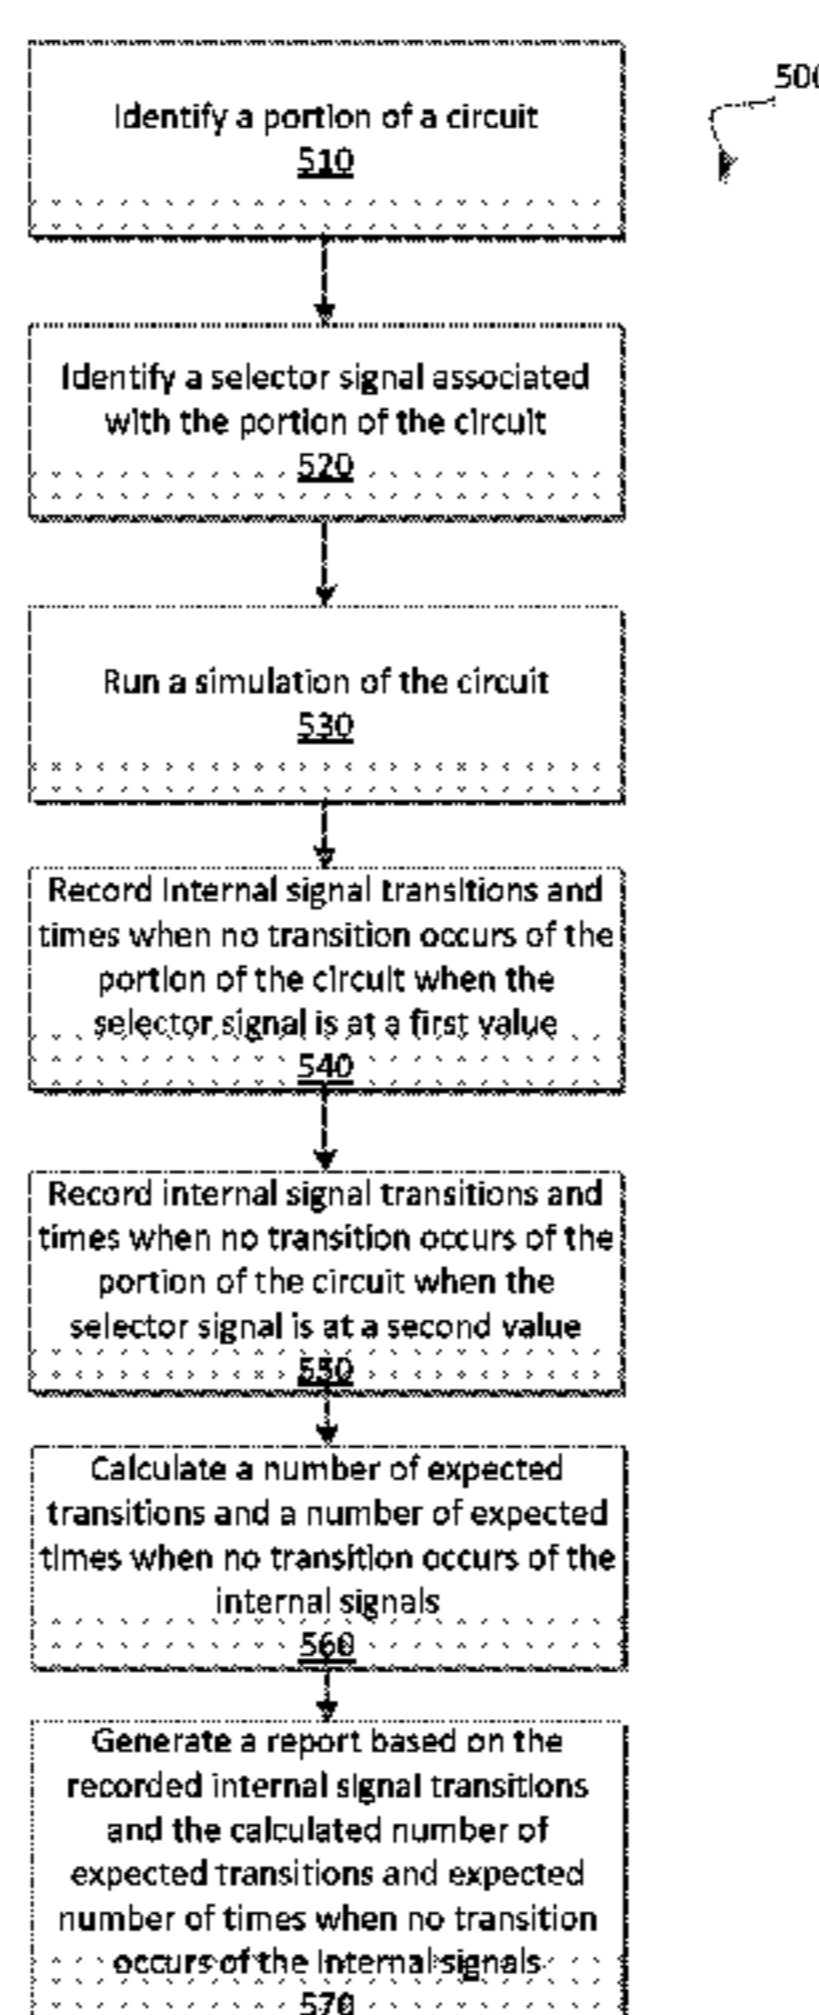 500
Identify a portion of a circuit
510
Identify a selector signal associated
with the portion of the circuit
520
Run a simulation of the circuit
530
Record internal signal transitions and
times when no transition occurs of the
portion of the circuit when the
selector signal is at a first value
540
Record internal signal transitions and
times when no transition occurs of the
portion of the circuit when the
selector signal is at a second value
550
Calculate a number of expected
transitions and a number of expected
times when no transition occurs of the
internal signals
560
Generate a report based on the
recorded internal signal transitions
and the calculated number of
expected transitions and expected
number of times when no transition
occurs of the internal signals
570